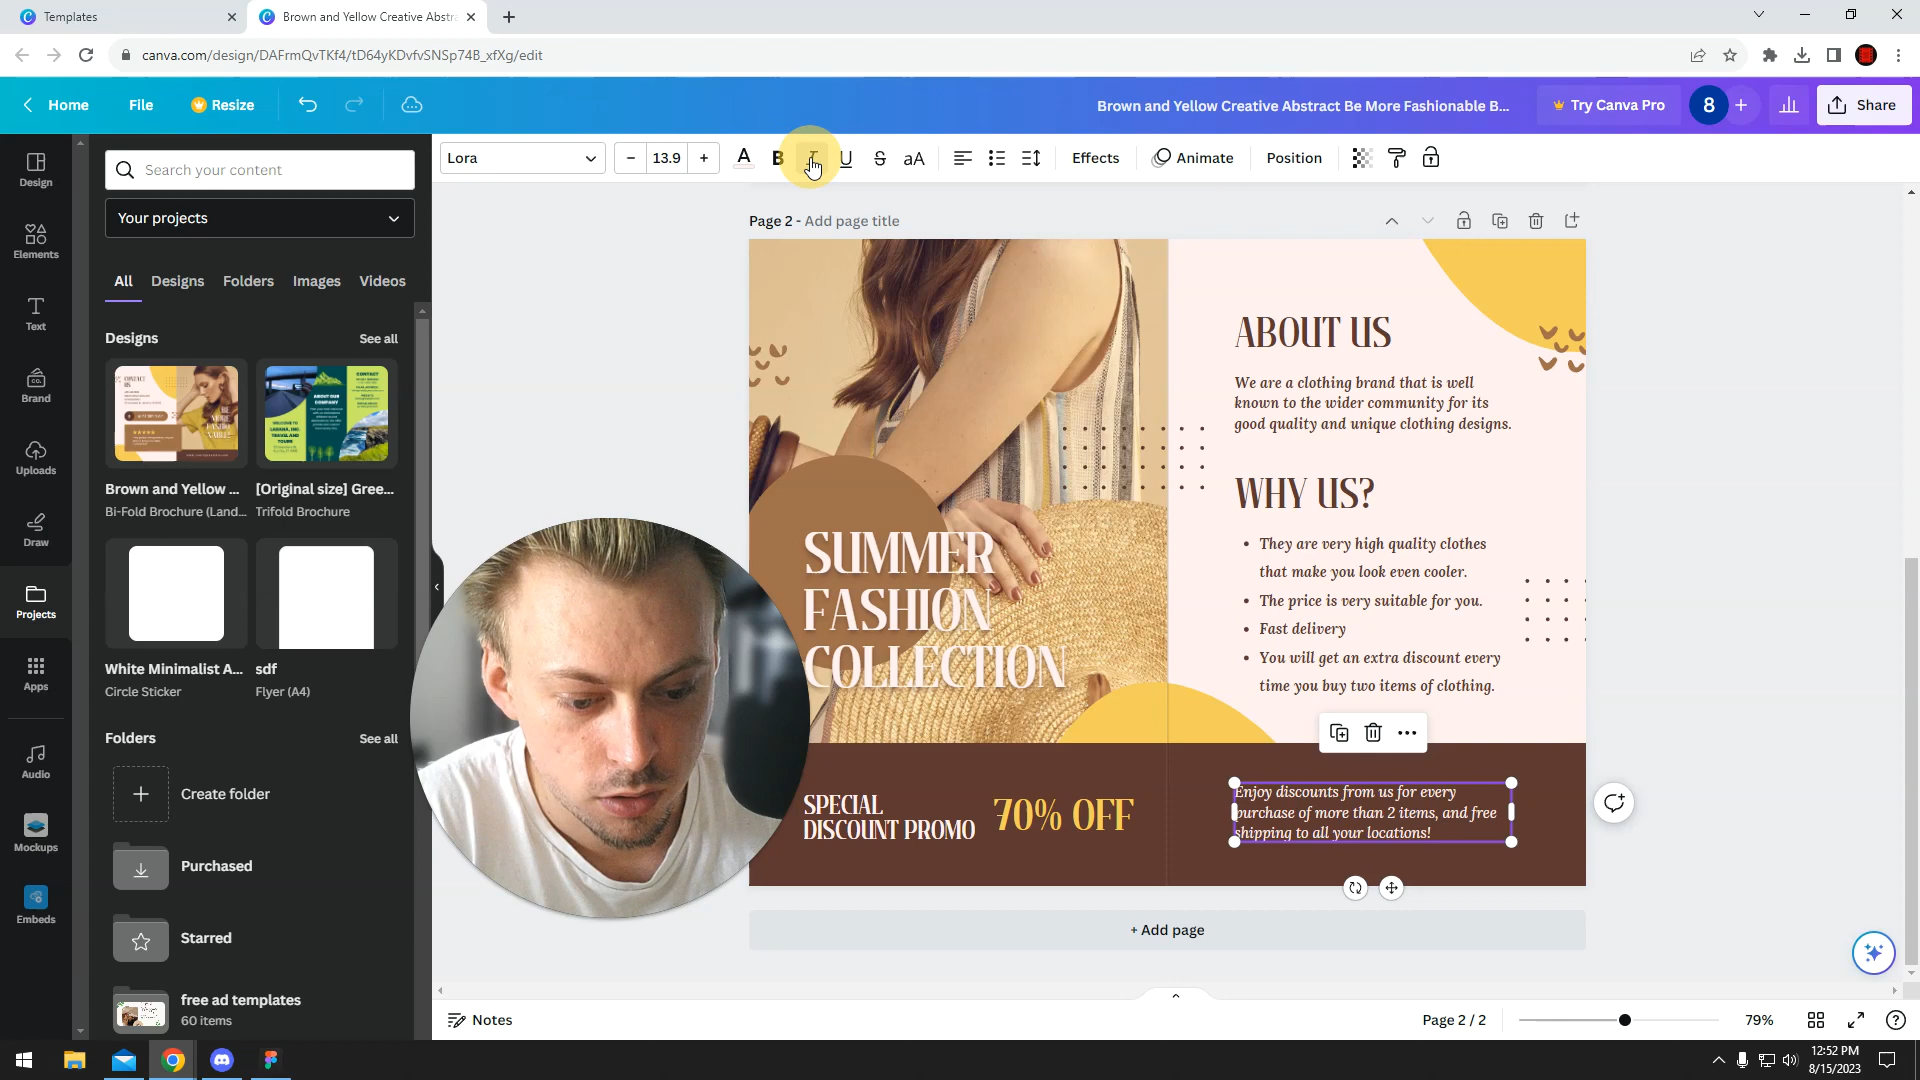 Templates
Brown and Yellow Creative Abstra
canva.com/design/DAFrmQvTKf4/tD64yKDvfvSNSp74B_xfXg/edit
Home
File
Resize
Brown and Yellow Creative Abstract Be More Fashionable B...
Try Canva Pro
8
Share
Lora
13.9
A
B
U
S
aA
Effects
Animate
Position
Design
Elements
Text
Brand
Uploads
Draw
Projects
Apps
Audio
Mockups
Embeds
Search your content
Your projects
All
Designs
Folders
Images
Videos
Designs
See all
Brown and Yellow ...
Bi-Fold Brochure (Land...
[Original size] Gree...
Trifold Brochure
White Minimalist A...
Circle Sticker
sdf
Flyer (A4)
Folders
See all
Create folder
Purchased
Starred
free ad templates
60 items
Page 2 - Add page title
SUMMER
FASHION
COLLECTION
SPECIAL
DISCOUNT PROMO
70% OFF
ABOUT US
We are a clothing brand that is well
known to the wider community for its
good quality and unique clothing designs.
WHY US?
• They are very high quality clothes
that make you look even cooler.
• The price is very suitable for you.
• Fast delivery
• You will get an extra discount every
time you buy two items of clothing.
Enjoy discounts from us for every
purchase of more than 2 items, and free
shipping to all your locations!
+ Add page
Notes
Page 2 / 2
79%
12:52 PM
8/15/2023